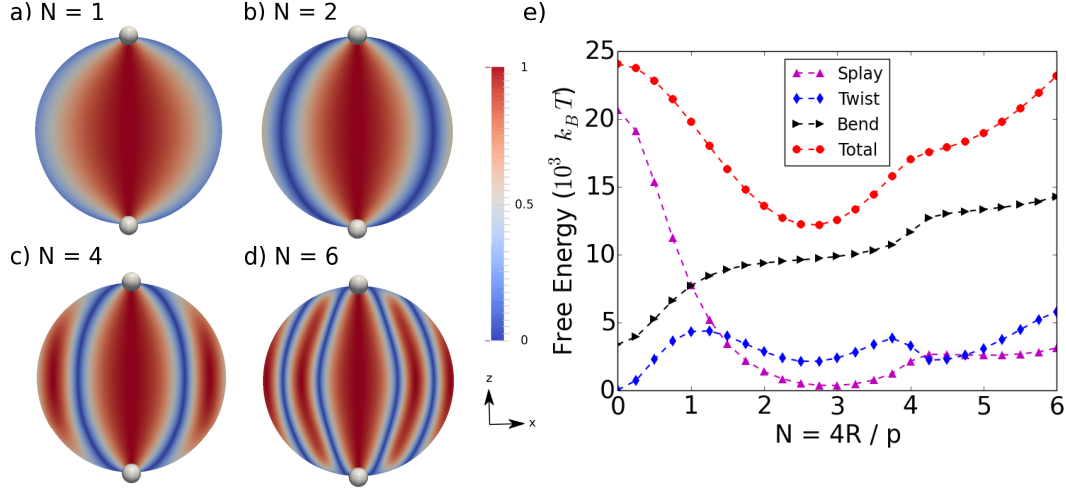 a) N = 1
b) N = 2
c) N = 4
d) N = 6
1
0.5
0
z
x
e)
Free Energy (10³ k_B T)
25
20
15
10
5
0
Splay
Twist
Bend
Total
0 1 2 3 4 5 6
N = 4R / p